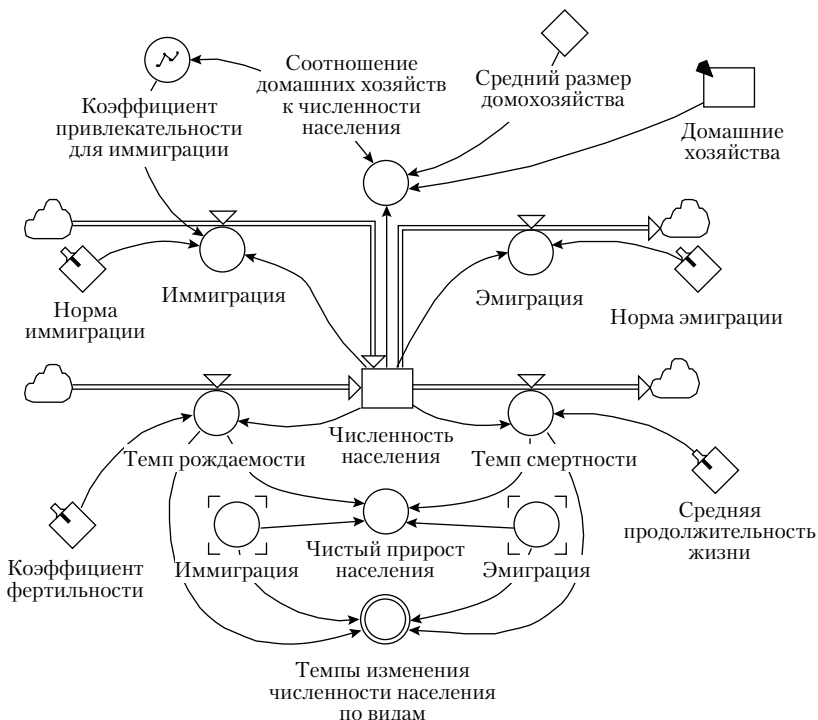 Соотношение
домашних хозяйств
к численности
населения
Средний размер
домохозяйства
Коэффициент
привлекательности
для иммиграции
Домашние
хозяйства
Иммиграция
Эмиграция
Норма
иммиграции
Норма эмиграции
Численность
населения
Темп рождаемости
Темп смертности
Средняя
продолжительность
жизни
Чистый прирост
населения
Иммиграция
Эмиграция
Коэффициент
фертильности
Темпы изменения
численности населения
по видам